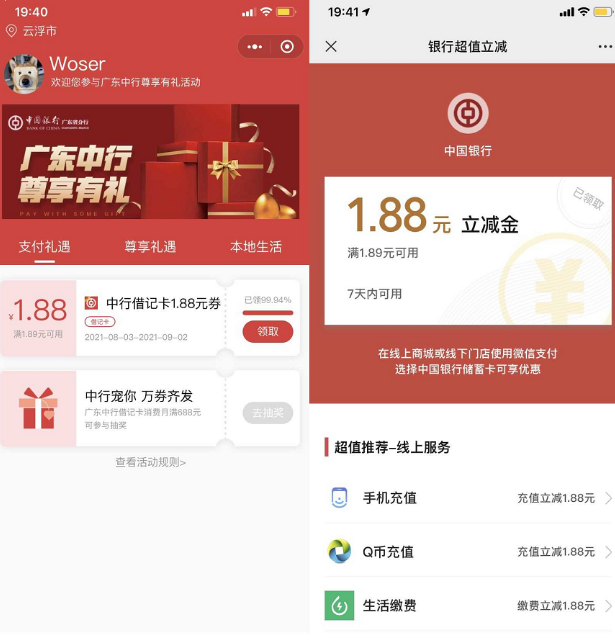 19:40
云浮市
Woser
欢迎您参与广东中行尊享有礼活动
中国银行 广东省分行
BANK OF CHINA
广东中行
尊享有礼
PAY WITH SOME GIFT
支付礼遇
尊享礼遇
本地生活
¥1.88
满1.89元可用
中行借记卡1.88元券
借记卡
2021-08-03-2021-09-02
已领99.94%
领取
中行宠你 万券齐发
广东中行借记卡消费月满688元
可参与抽奖
去抽奖
查看活动规则>
19:41
银行超值立减
中国银行
已领取
1.88元 立减金
满1.89元可用
7天内可用
在线上商城或线下门店使用微信支付
选择中国银行储蓄卡可享优惠
超值推荐-线上服务
手机充值
充值立减1.88元
Q币充值
充值立减1.88元
生活缴费
缴费立减1.88元